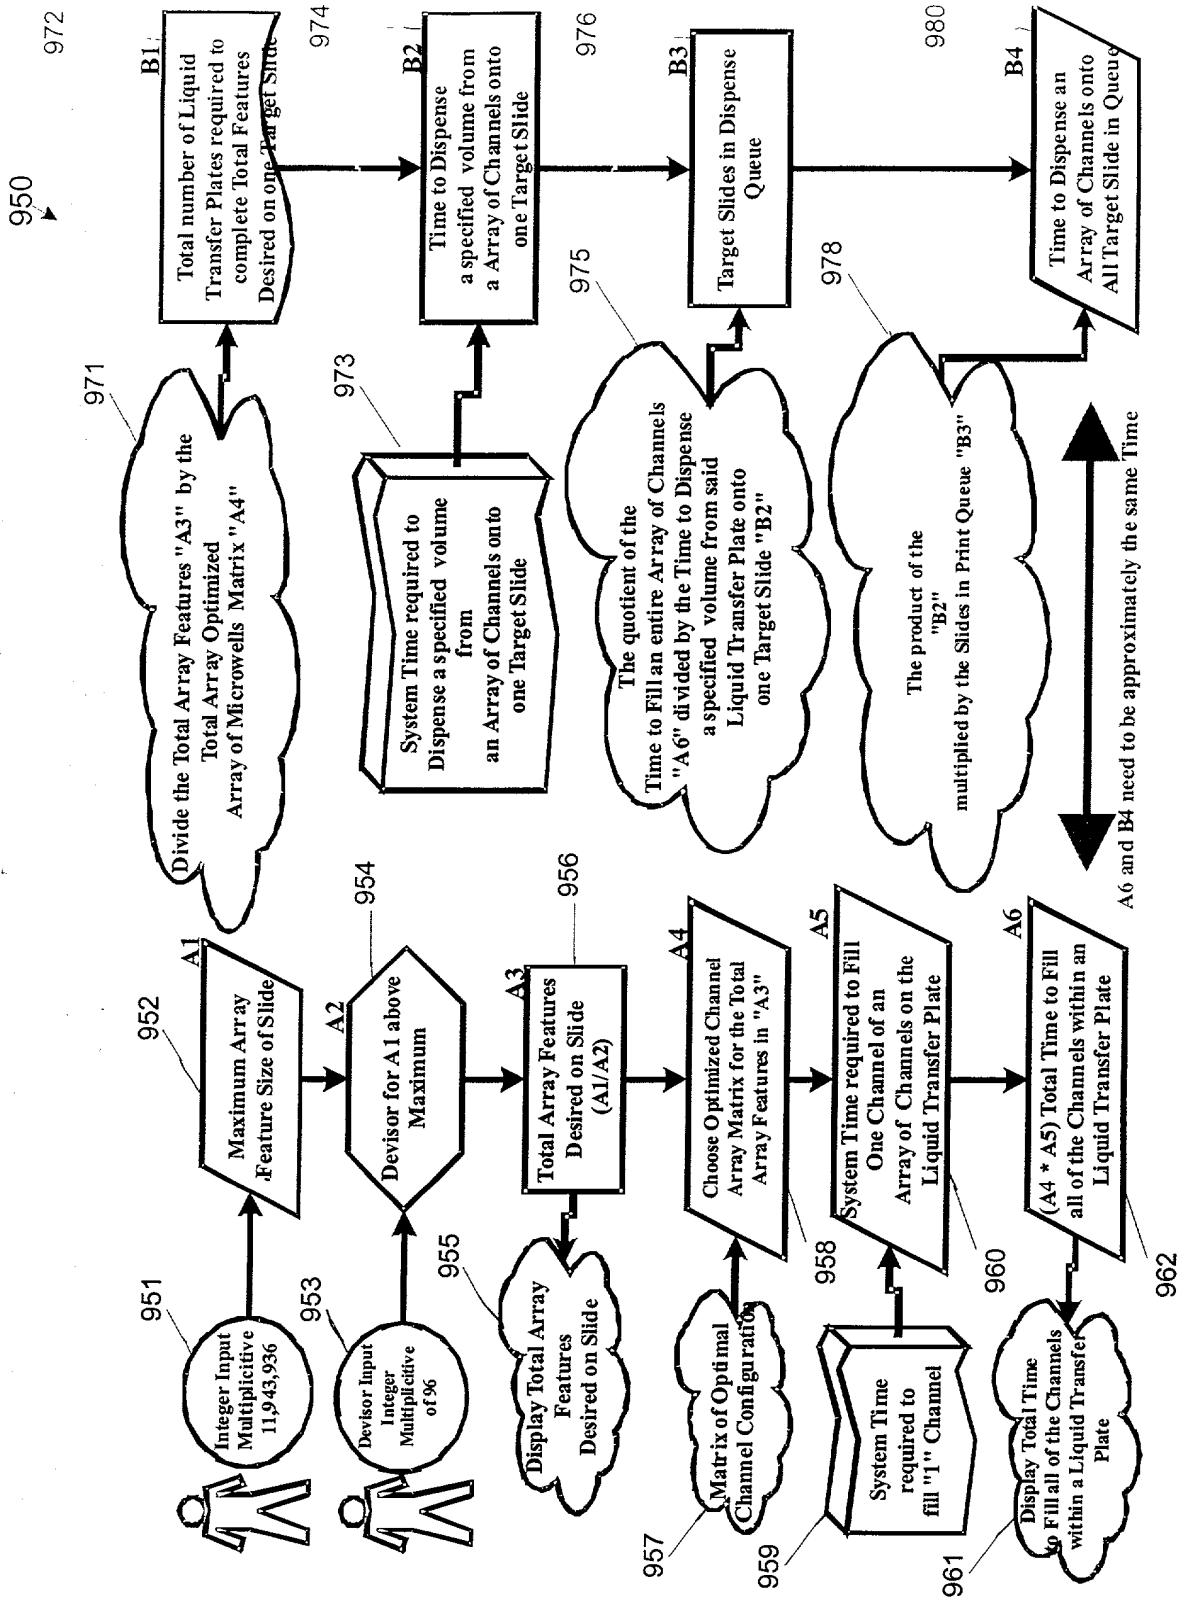 950
951
Integer Input
Multiplicitive
11,943,936
952
A1
Maximum Array
.Feature Size of Slide
953
Devisor Input
Integer
Multiplicitive
of 96
954
A2
Devisor for A1 above
Maximum
955
Display Total Array
Features
Desired on Slide
956
A3
Total Array Features
Desired on Slide
(A1/A2)
957
Matrix of Optimal
Channel Configuration
958
A4
Choose Optimized Channel
Array Matrix for the Total
Array Features in "A3"
959
System Time
required to
fill "1" Channel
960
A5
System Time required to Fill
One Channel of an
Array of Channels on the
Liquid Transfer Plate
961
Display Total Time
to Fill all of the Channels
within a Liquid Transfer
Plate
962
A6
(A4 * A5) Total Time to Fill
all of the Channels within an
Liquid Transfer Plate
971
Divide the Total Array Features "A3" by the
Total Array Optimized
Array of Microwells Matrix "A4"
972
B1
Total number of Liquid
Transfer Plates required to
complete Total Features
Desired on one Target Slide
973
System Time required to
Dispense a specified volume
from
an Array of Channels onto
one Target Slide
974
B2
Time to Dispense
a specified volume from
a Array of Channels onto
one Target Slide
975
The quotient of the
Time to Fill an entire Array of Channels
"A6" divided by the Time to Dispense
a specified volume from said
Liquid Transfer Plate onto
one Target Slide "B2"
976
B3
Target Slides in Dispense
Queue
978
The product of the
"B2"
multiplied by the Slides in Print Queue "B3"
980
B4
Time to Dispense an
Array of Channels onto
All Target Slide in Queue
A6 and B4 need to be approximately the same Time